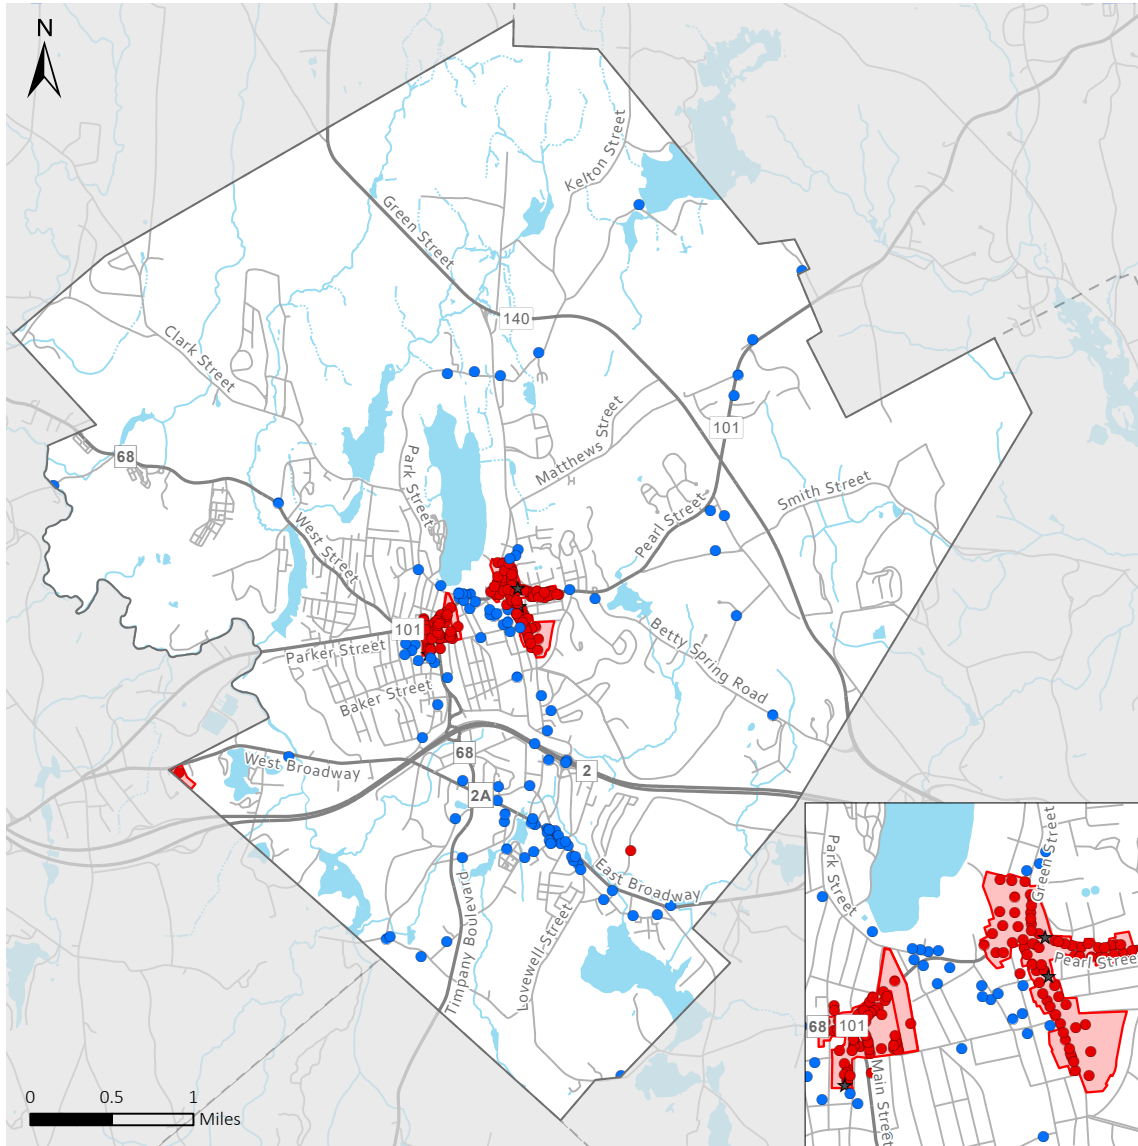 N
Kelton Street
Green Street
140
Clark Street
101
Matthews Street
68
Park Street
Smith Street
Pearl Street
West Street
101
Parker Street
Betty Spring Road
Baker Street
68
West Broadway
2
2A
East Broadway
Timpany Boulevard
Lovewell Street
0 0.5 1
Miles
Park Street
Green Street
Pearl Street
68 101
Main Street